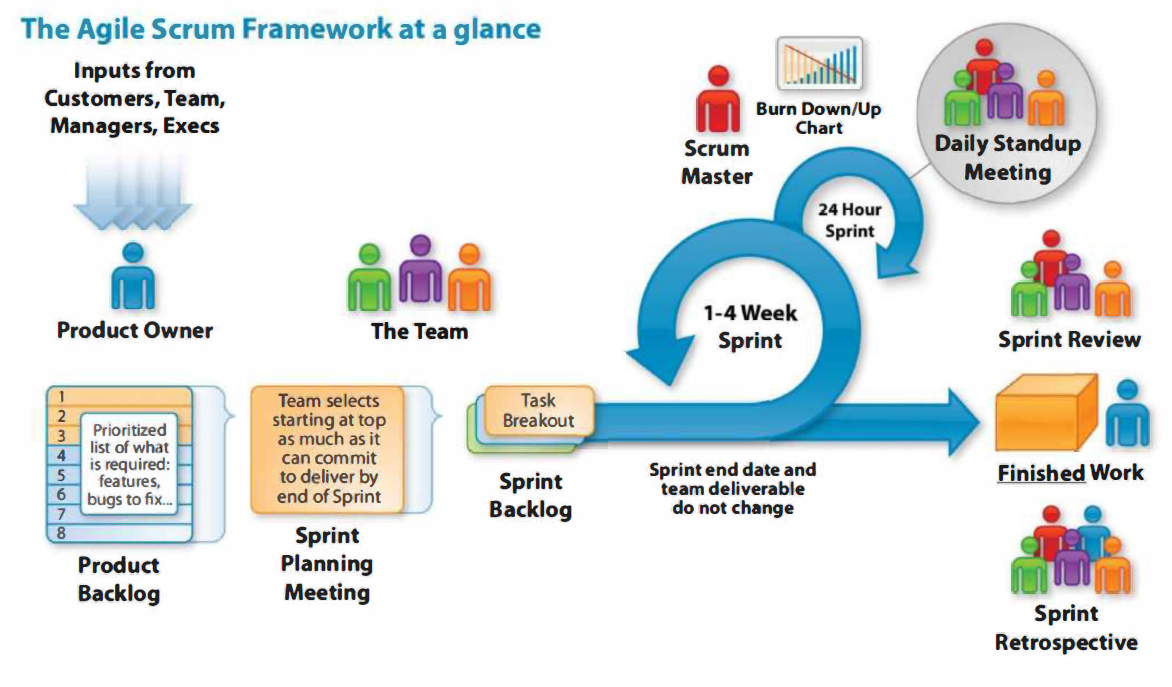 The Agile Scrum Framework at a glance
Inputs from
Customers, Team,
Managers, Execs
Product Owner
The Team
Scrum
Master
Burn Down/Up
Chart
Daily Standup
Meeting
24 Hour
Sprint
1-4 Week
Sprint
Sprint Review
1
2
3
4
5
6
7
8
Prioritized
list of what
is required:
features,
bugs to fix...
Product
Backlog
Team selects
starting at top
as much as it
can commit
to deliver by
end of Sprint
Sprint
Planning
Meeting
Task
Breakout
Sprint
Backlog
Sprint end date and
team deliverable
do not change
Finished Work
Sprint
Retrospective